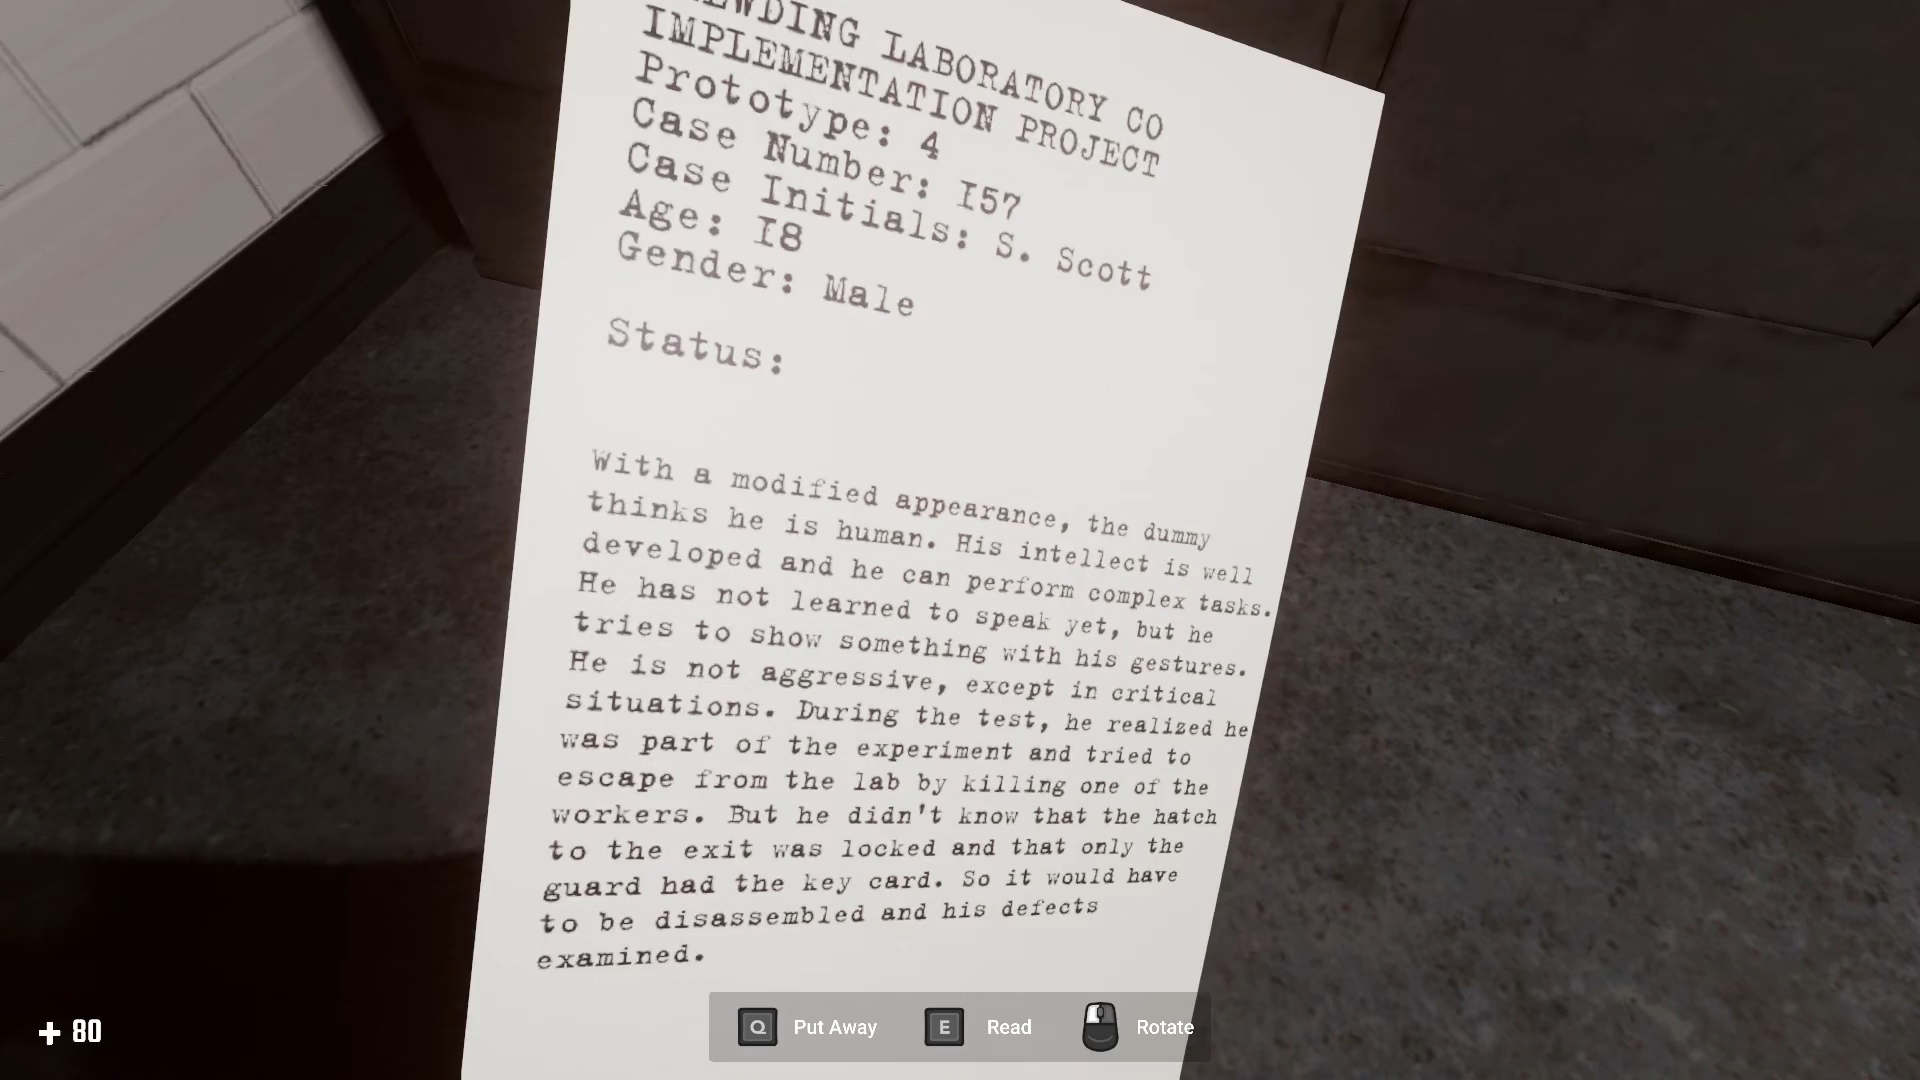 LABORATORY CO
IMPLEMENTATION PROJECT
Prototype: 4
Case Number: I57
Case Initials: S. Scott
Age: I8
Gender: Male
Status:
With a modified appearance, the dummy
thinks he is human. His intellect is well
developed and he can perform complex tasks.
He has not learned to speak yet, but he
tries to show something with his gestures.
He is not aggressive, except in critical
situations. During the test, he realized he
was part of the experiment and tried to
escape from the lab by killing one of the
workers. But he didn't know that the hatch
to the exit was locked and that only the
guard had the key card. So it would have
to be disassembled and his defects
examined.
+ 80
Q Put Away E Read Rotate